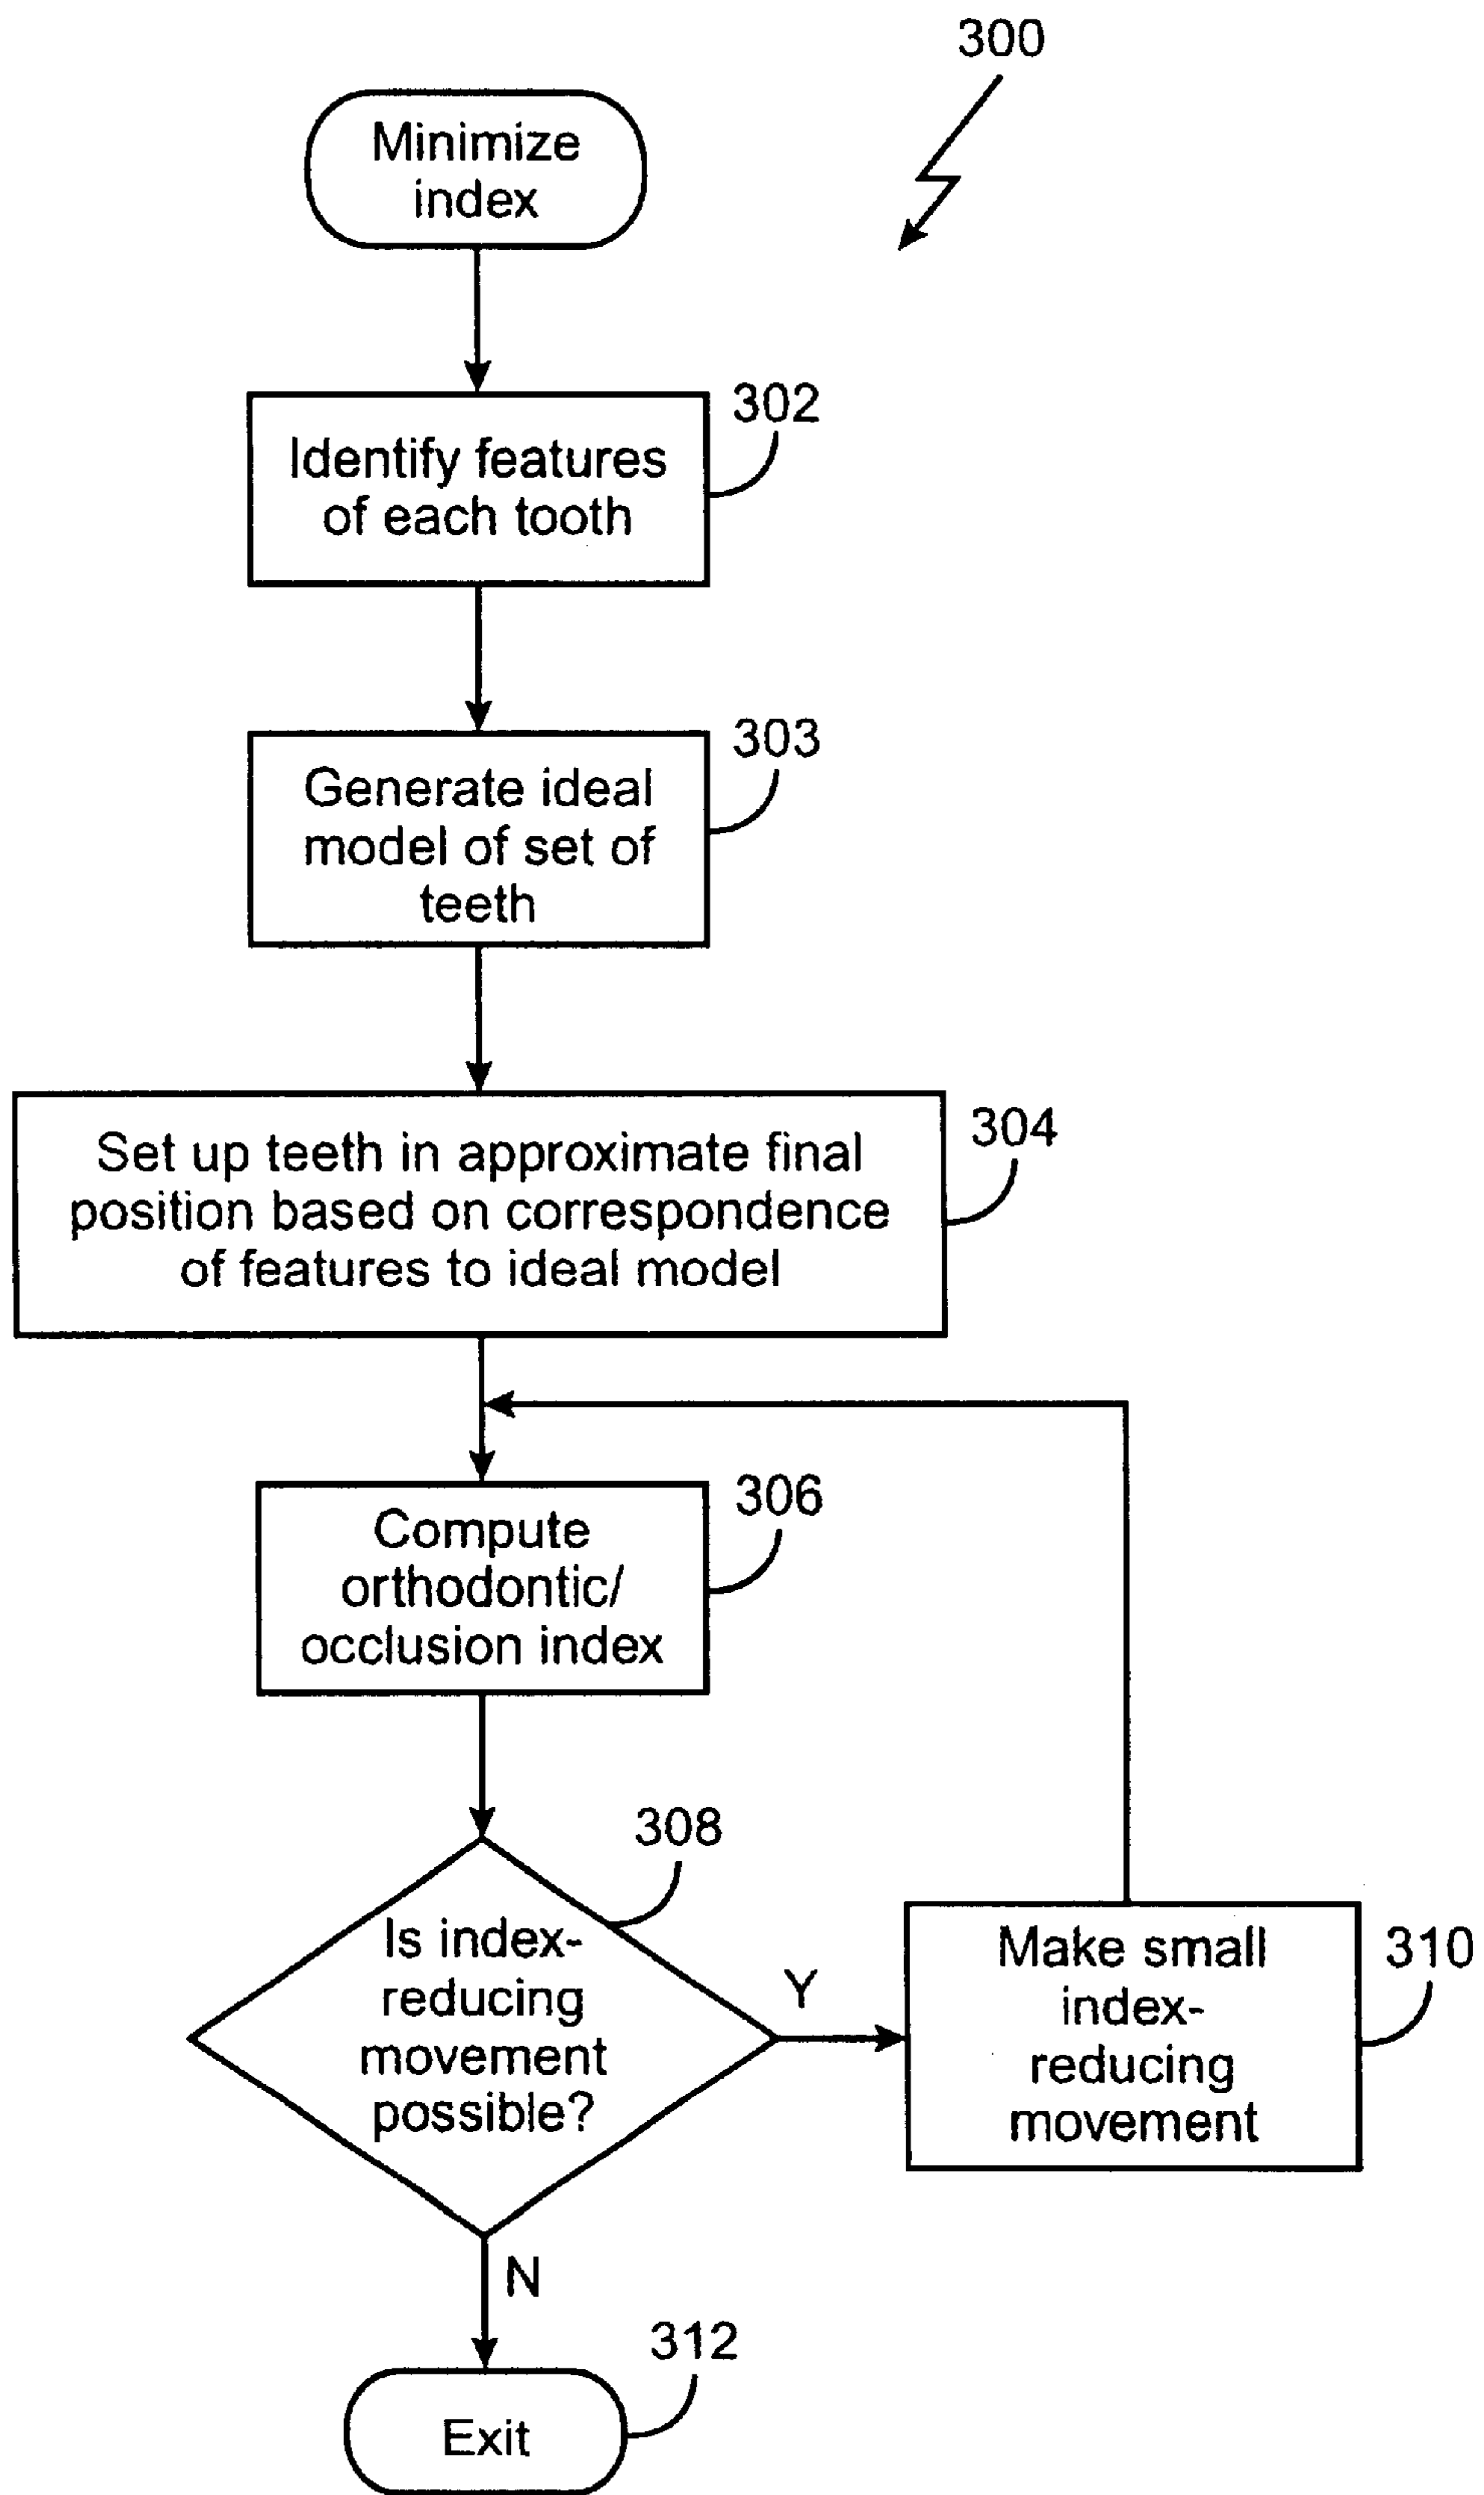 300
Minimize
index
302
Identify features
of each tooth
303
Generate ideal
model of set of
teeth
304
Set up teeth in approximate final
position based on correspondence
of features to ideal model
306
Compute
orthodontic/
occlusion index
308
Is index-
reducing
movement
possible?
Y
310
Make small
index-
reducing
movement
N
312
Exit